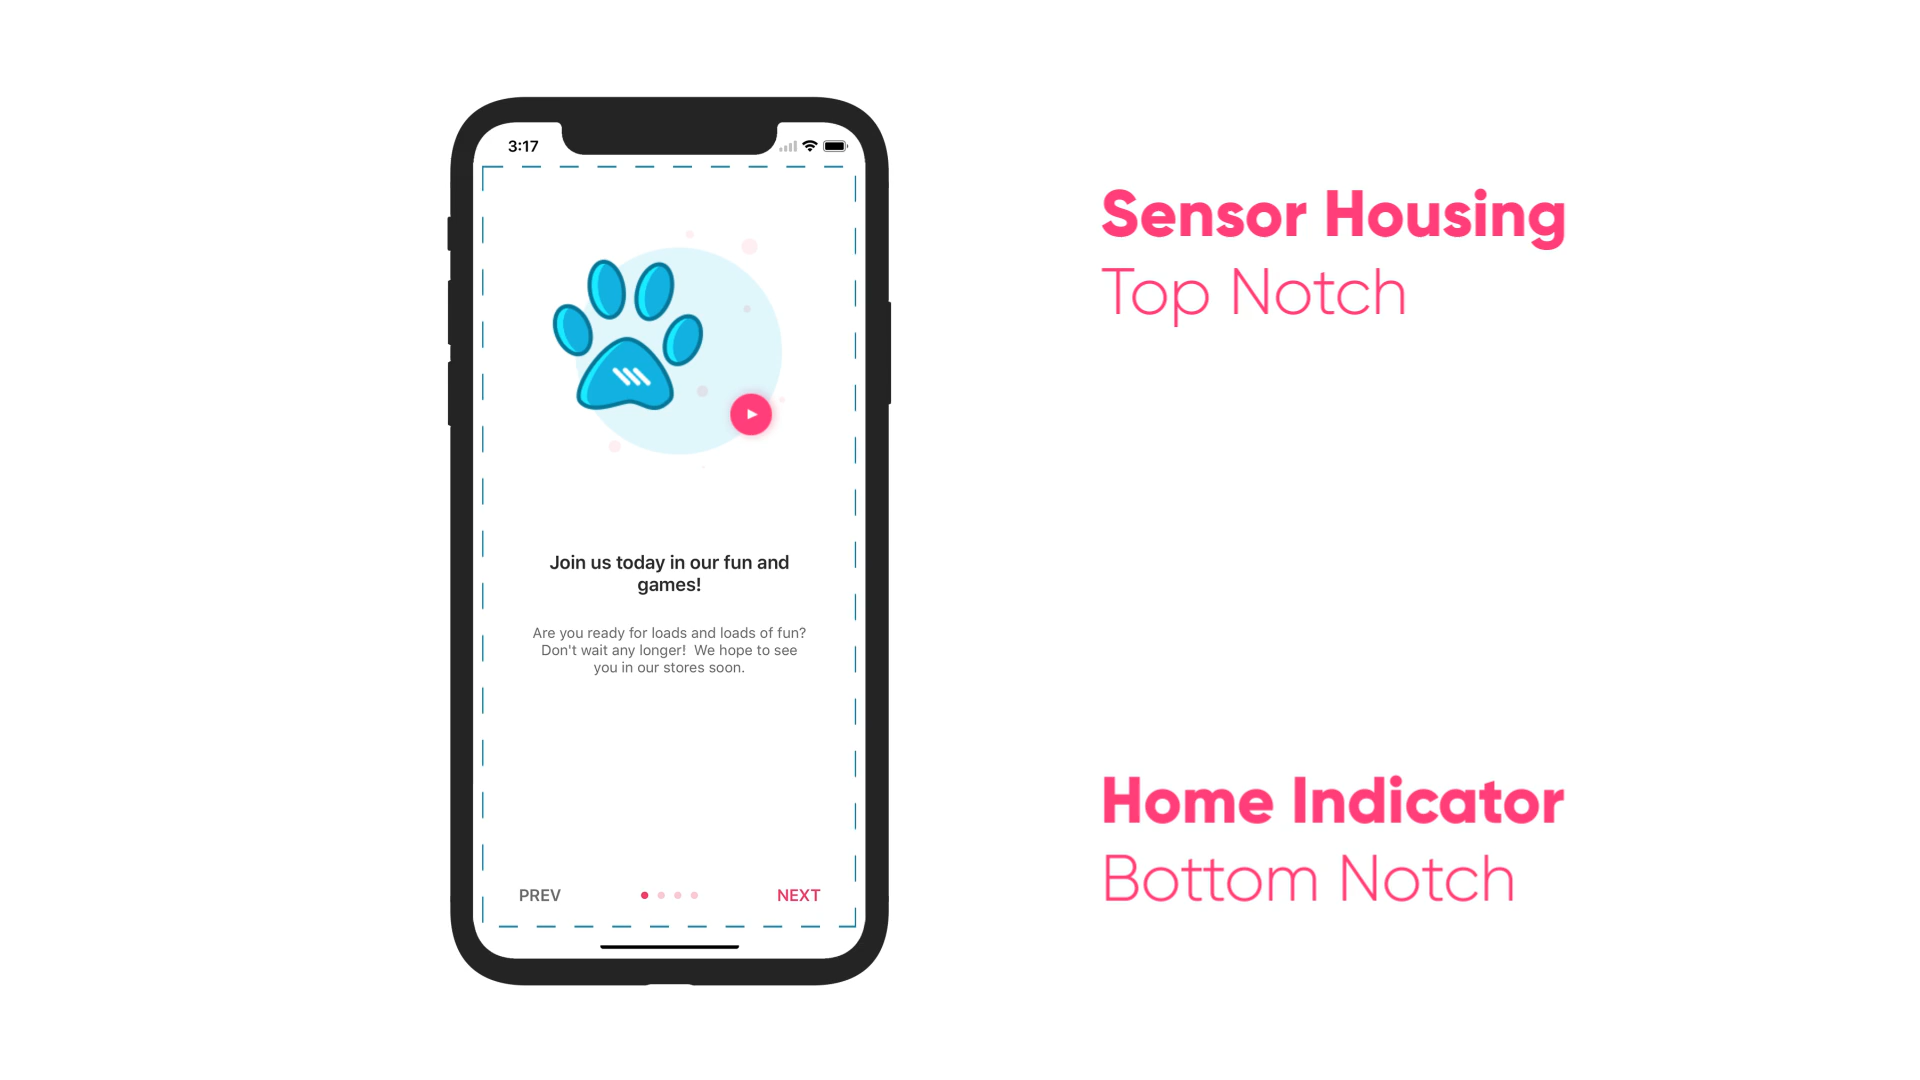 3:17
Join us today in our fun and
games!
Are you ready for loads and loads of fun?
Don't wait any longer!  We hope to see
you in our stores soon.
PREV
NEXT
Sensor Housing
Top Notch
Home Indicator
Bottom Notch